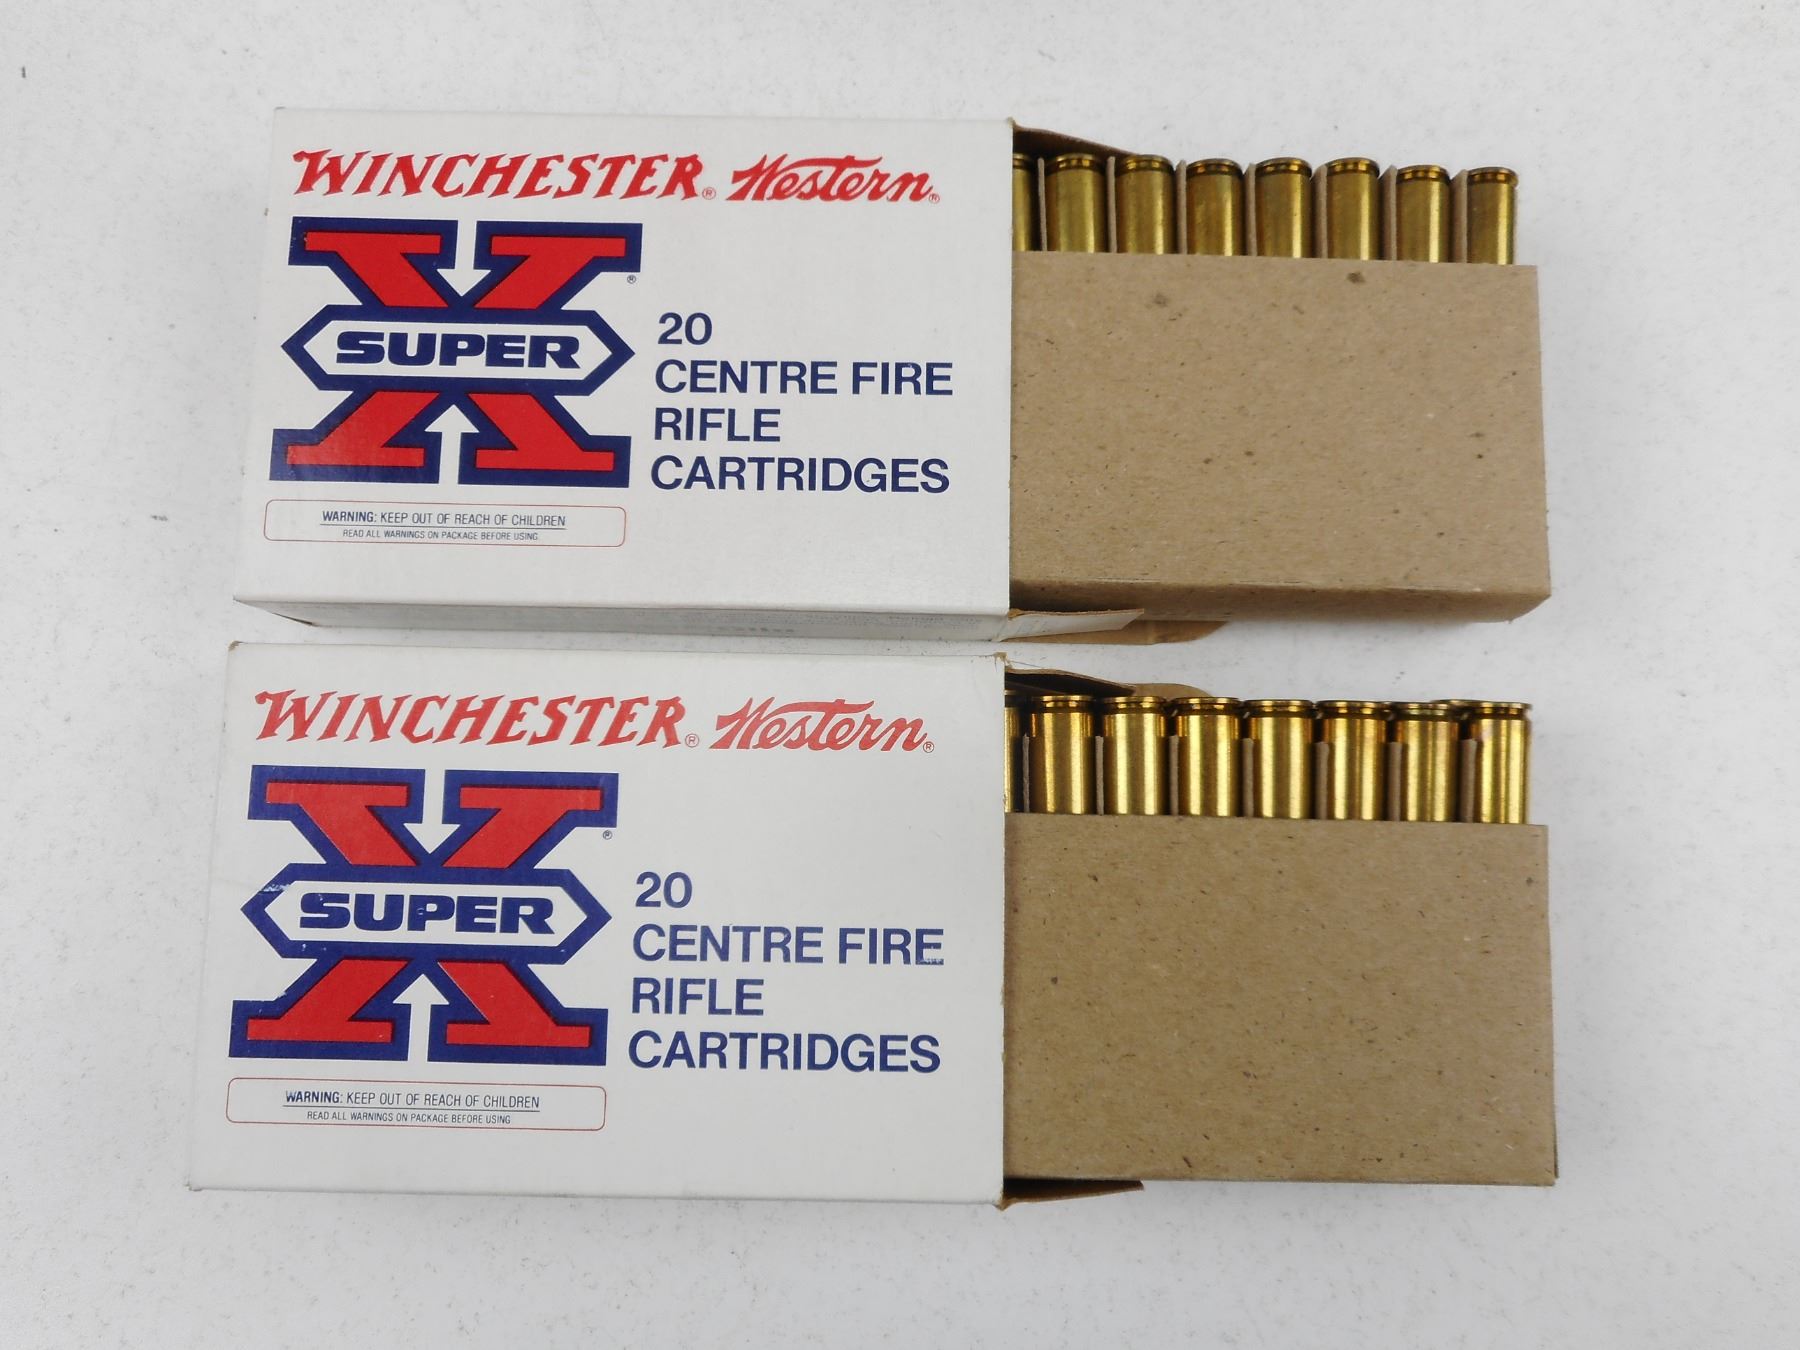 WINCHESTER® Western®
SUPER X ®
20
CENTRE FIRE
RIFLE
CARTRIDGES
WARNING: KEEP OUT OF REACH OF CHILDREN
READ ALL WARNINGS ON PACKAGE BEFORE USING
WINCHESTER® Western®
SUPER X ®
20
CENTRE FIRE
RIFLE
CARTRIDGES
WARNING: KEEP OUT OF REACH OF CHILDREN
READ ALL WARNINGS ON PACKAGE BEFORE USING